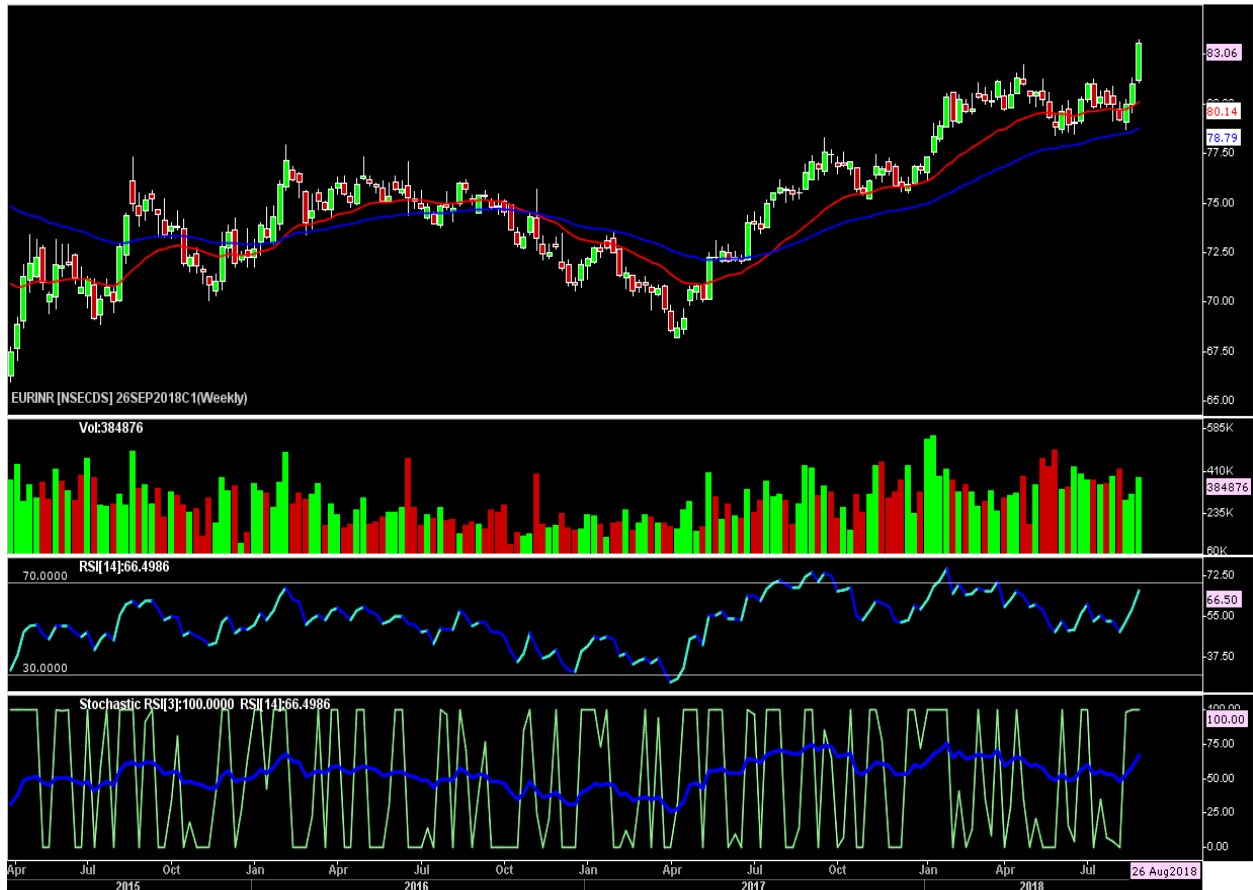 83.06
80.00
80.14
78.79
77.50
75.00
72.50
70.00
67.50
65.00
EURINR [NSECDS] 26SEP2018C1(Weekly)
Vol:384876
585K
410K
384876
235K
60K
RSI[14]:66.4986
70.0000
72.50
66.50
55.00
37.50
30.0000
Stochastic RSI[3]:100.0000 RSI[14]:66.4986
100.00
100.00
75.00
50.00
25.00
0.00
Apr Jul Oct Jan Apr Jul Oct Jan Apr Jul Oct Jan Apr Jul 26 Aug2018
2015 2016 2017 2018